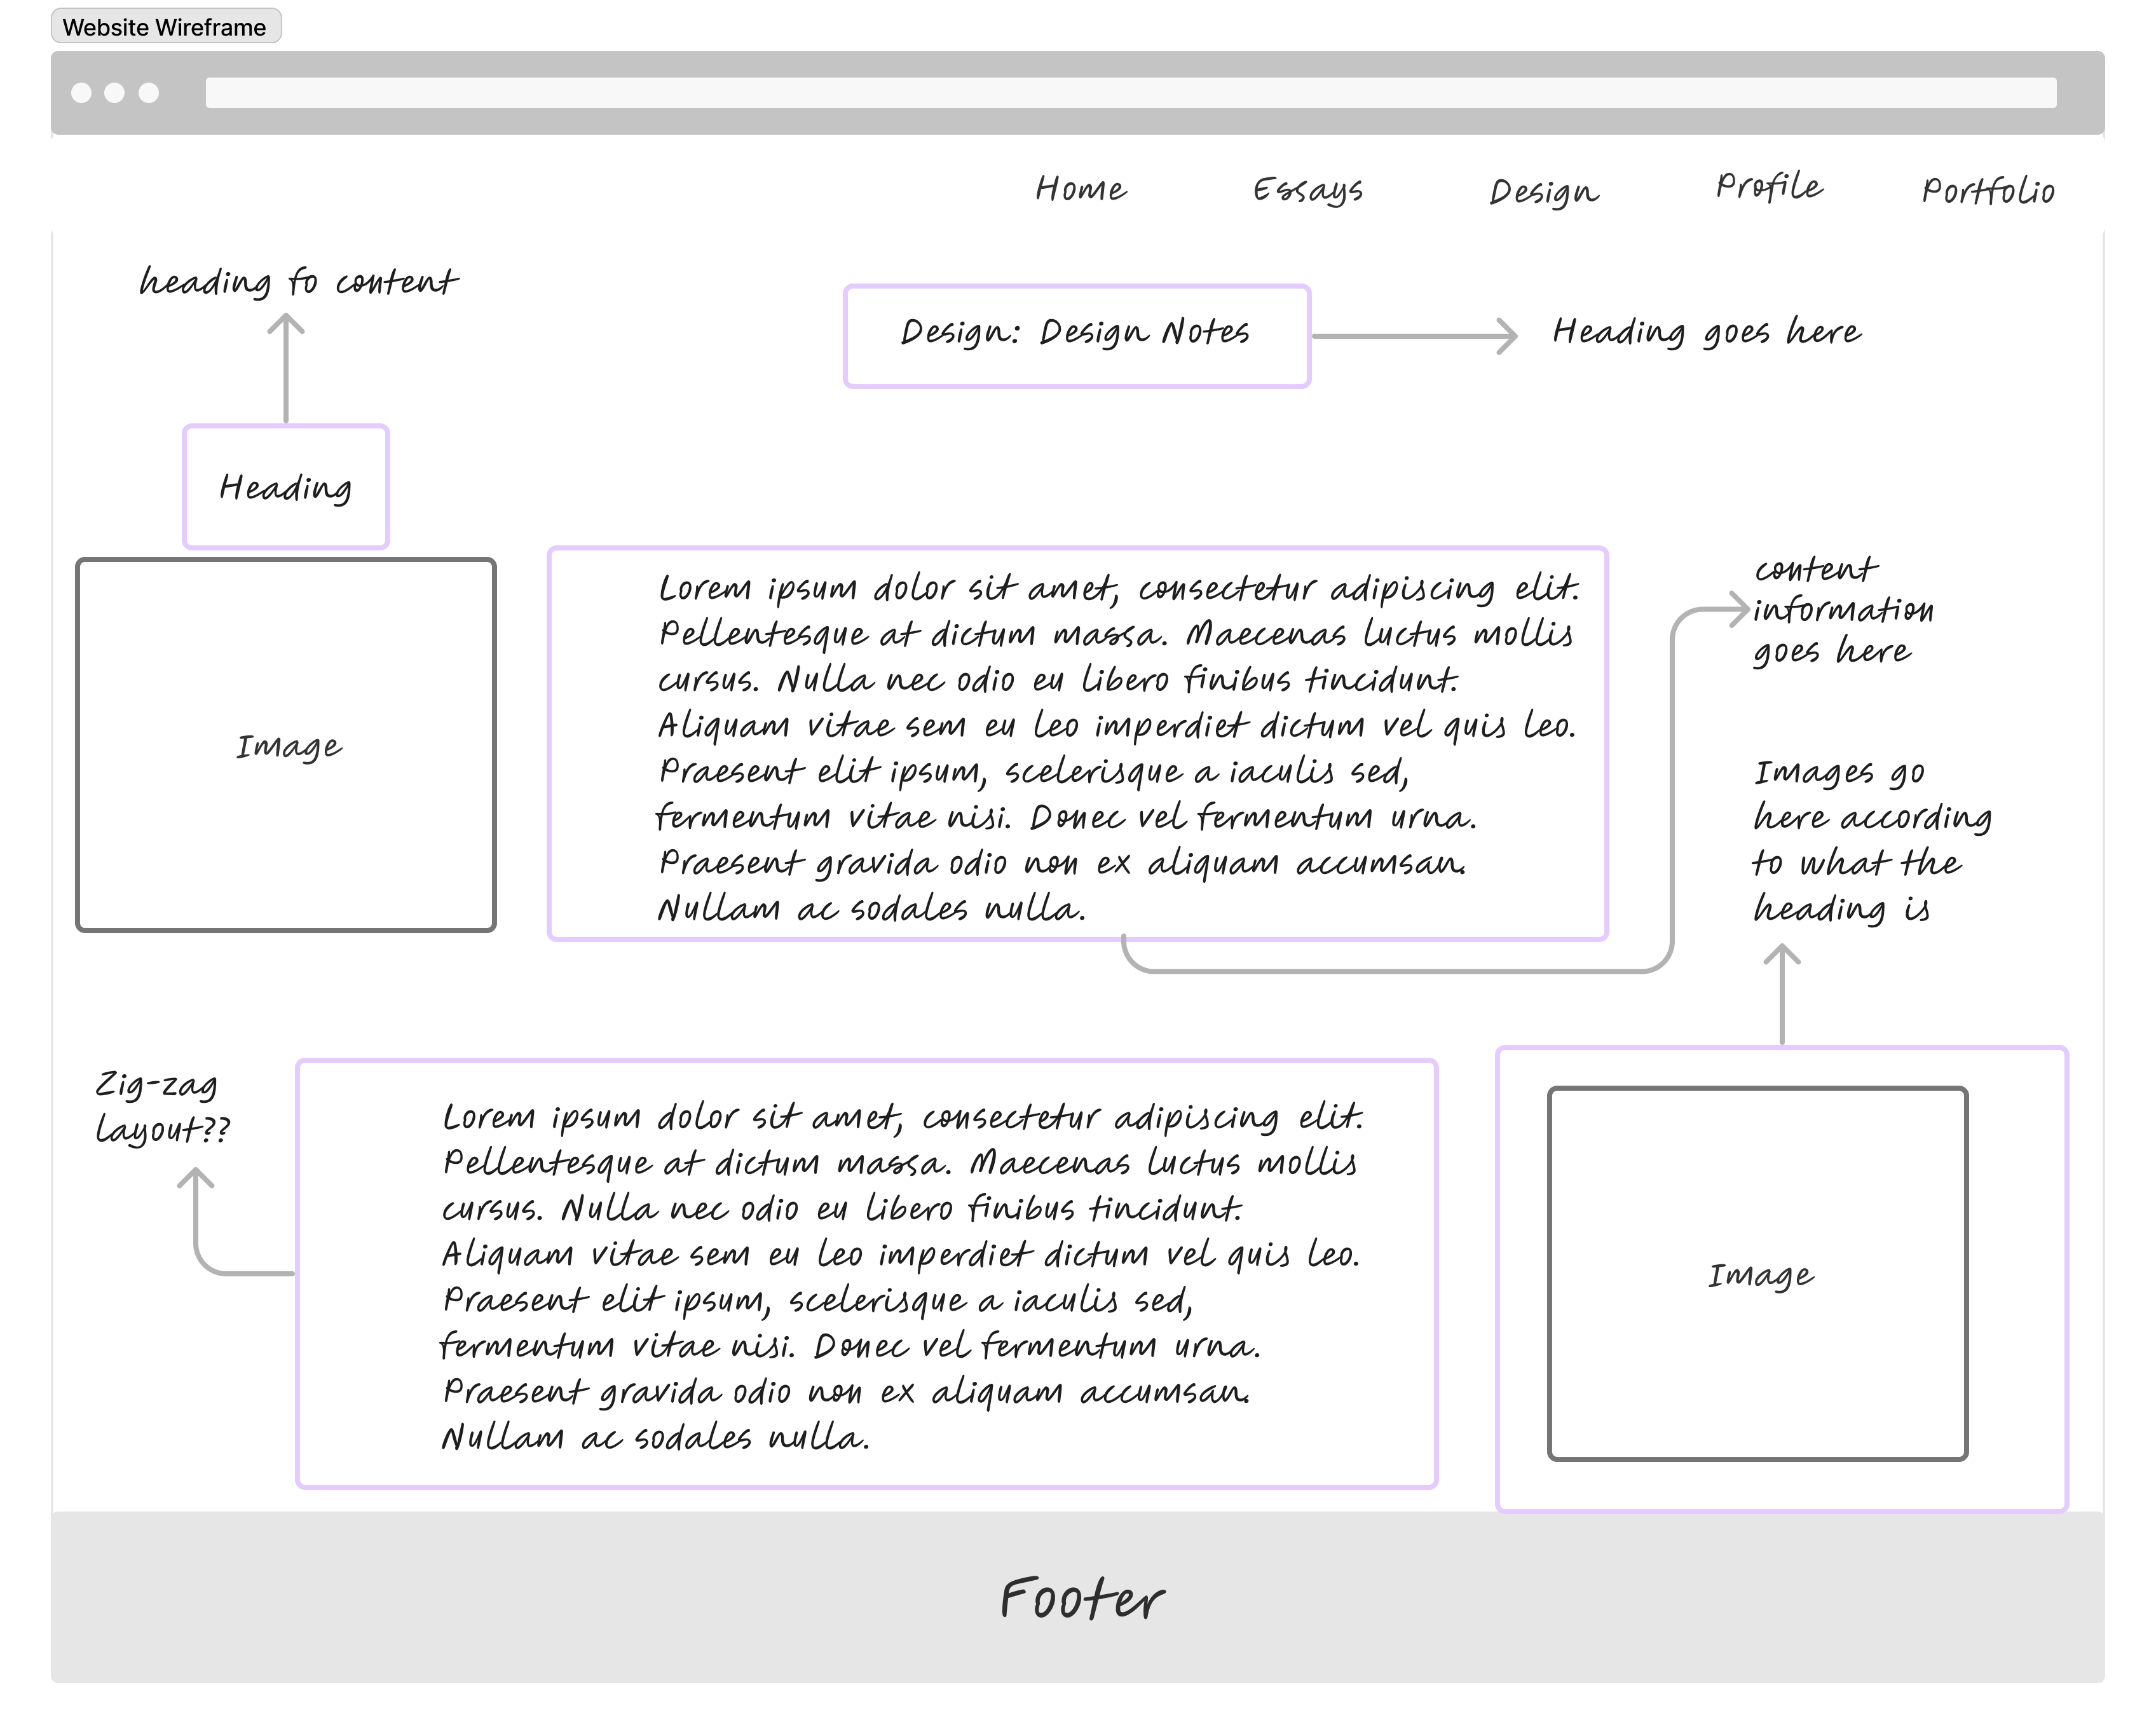 Website Wireframe
Home Essays Design Profile Portfolio
heading fo content
Design: Design Notes
Heading goes here
Heading
Image
Lorem ipsum dolor sit amet, consectetur adipiscing elit.
Pellentesque at dictum massa. Maecenas luctus mollis
cursus. Nulla nec odio eu libero finibus tincidunt.
Aliquam vitae sem eu leo imperdiet dictum vel quis leo.
Praesent elit ipsum, scelerisque a iaculis sed,
fermentum vitae nisi. Donec vel fermentum urna.
Praesent gravida odio non ex aliquam accumsan.
Nullam ac sodales nulla.
content
information
goes here
Images go
here according
to what the
heading is
Zig-zag
layout??
Lorem ipsum dolor sit amet, consectetur adipiscing elit.
Pellentesque at dictum massa. Maecenas luctus mollis
cursus. Nulla nec odio eu libero finibus tincidunt.
Aliquam vitae sem eu leo imperdiet dictum vel quis leo.
Praesent elit ipsum, scelerisque a iaculis sed,
fermentum vitae nisi. Donec vel fermentum urna.
Praesent gravida odio non ex aliquam accumsan.
Nullam ac sodales nulla.
Image
Footer